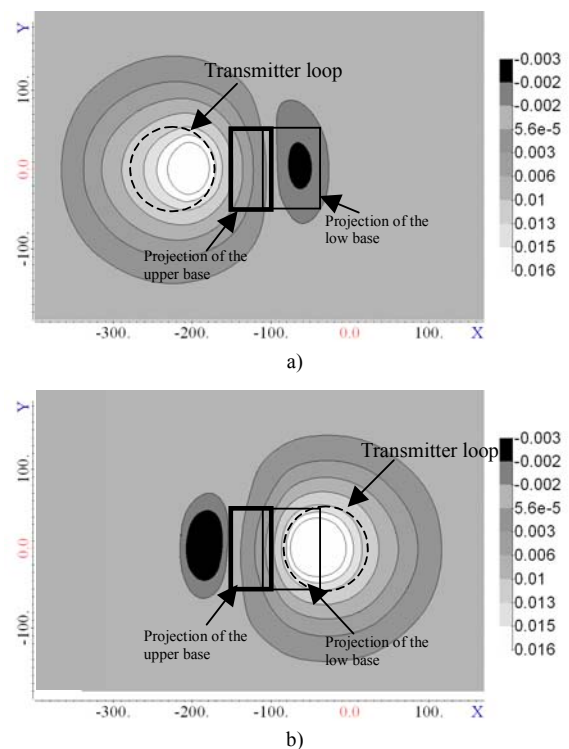 Y
100.
0.0
-100.
Transmitter loop
Projection of the
upper base
Projection of the
low base
-0.003
-0.002
-0.002
5.6e-5
0.003
0.006
0.01
0.013
0.015
0.016
-300.
-200.
-100.
0.0
100.
X
a)
Y
100.
0.0
-100.
Transmitter loop
Projection of the
upper base
Projection of the
low base
-0.003
-0.002
-0.002
5.6e-5
0.003
0.006
0.01
0.013
0.015
0.016
-300.
-200.
-100.
0.0
100.
X
b)